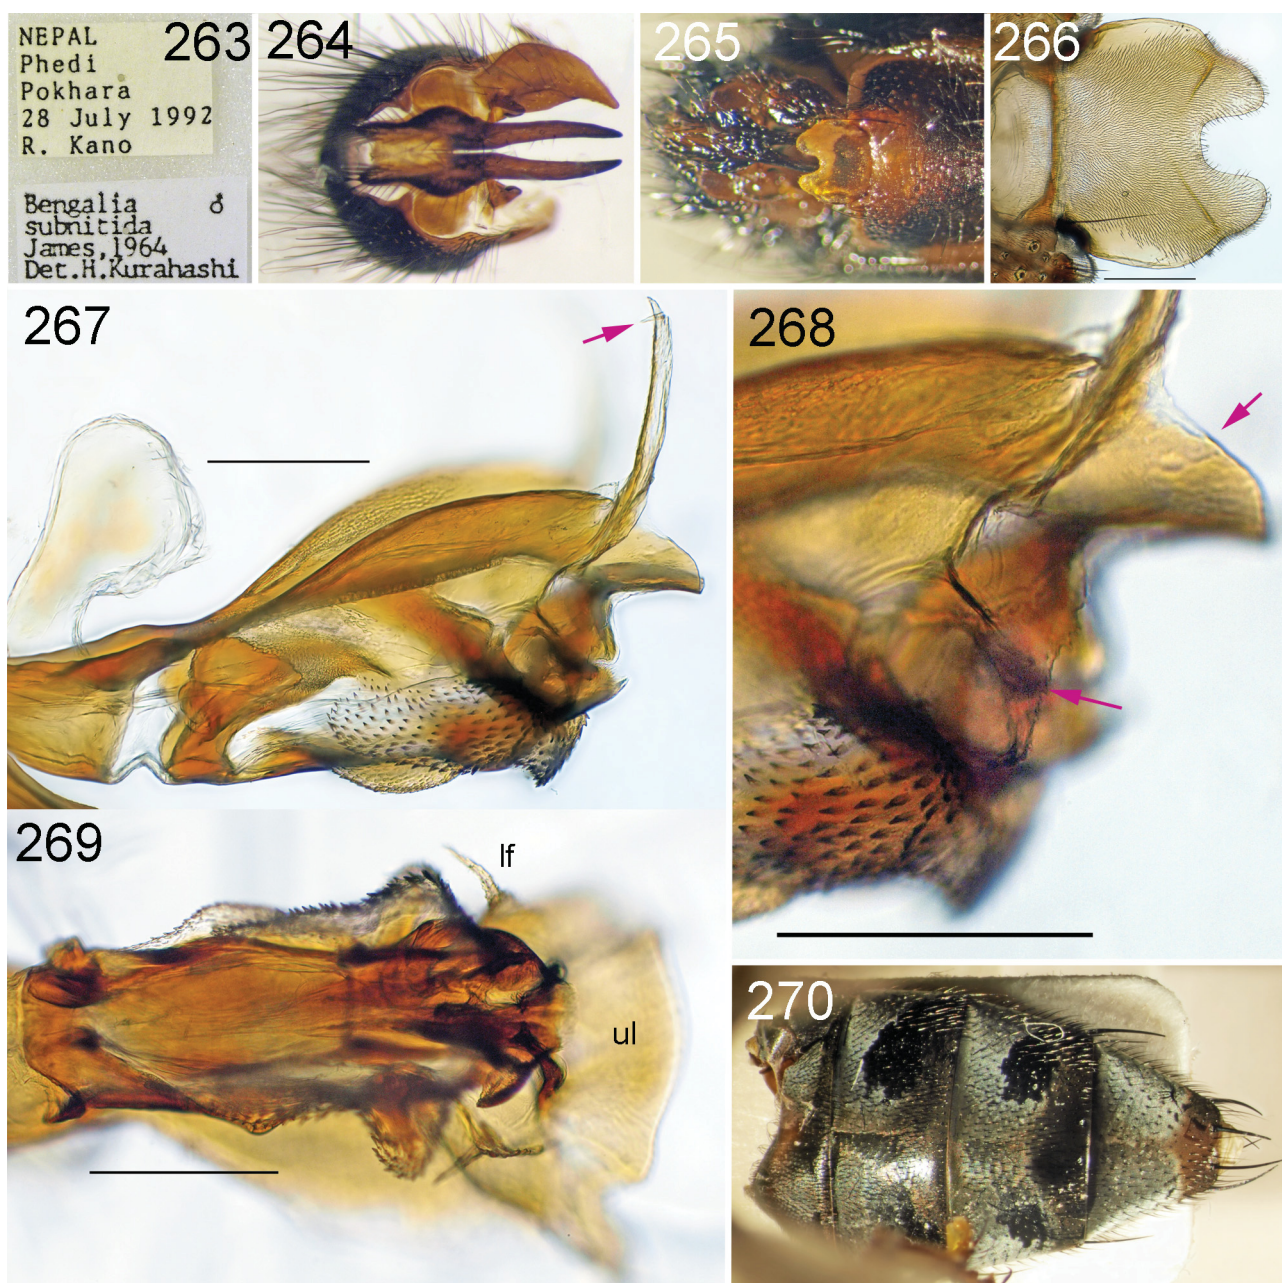 NEPAL
Phedi
Pokhara
28 July 1992
R. Kano
Bengalia ♂
subnitida
James,1964
Det.H.Kurahashi
263
264
265
266
267
268
269
lf
ul
270